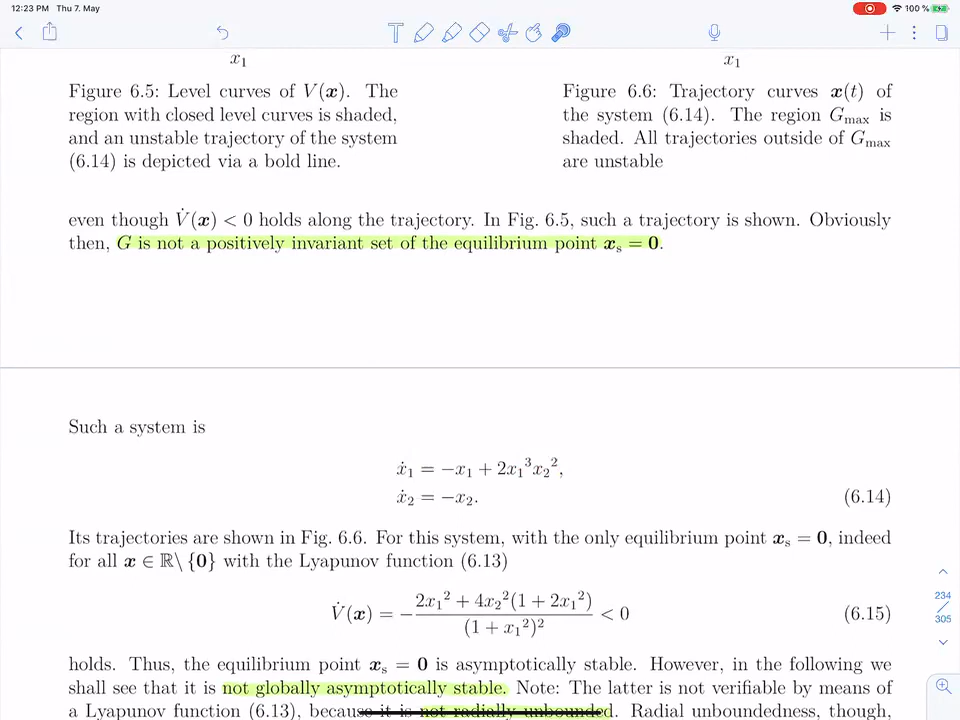 12:23 PM Thu 7. May
100 %
x₁
x₁
Figure 6.5: Level curves of V(x). The
region with closed level curves is shaded,
and an unstable trajectory of the system
(6.14) is depicted via a bold line.
Figure 6.6: Trajectory curves x(t) of
the system (6.14). The region G_max is
shaded. All trajectories outside of G_max
are unstable
even though V̇(x) < 0 holds along the trajectory. In Fig. 6.5, such a trajectory is shown. Obviously
then, G is not a positively invariant set of the equilibrium point xₛ = 0.
Such a system is
ẋ₁ = −x₁ + 2x₁³x₂²,
ẋ₂ = −x₂. (6.14)
Its trajectories are shown in Fig. 6.6. For this system, with the only equilibrium point xₛ = 0, indeed
for all x ∈ ℝ\{0} with the Lyapunov function (6.13)
V̇(x) = −(2x₁² + 4x₂²(1 + 2x₁²))/(1 + x₁²)² < 0 (6.15)
234
/
305
holds. Thus, the equilibrium point xₛ = 0 is asymptotically stable. However, in the following we
shall see that it is not globally asymptotically stable. Note: The latter is not verifiable by means of
a Lyapunov function (6.13), because it is not radially unbounded. Radial unboundedness, though,